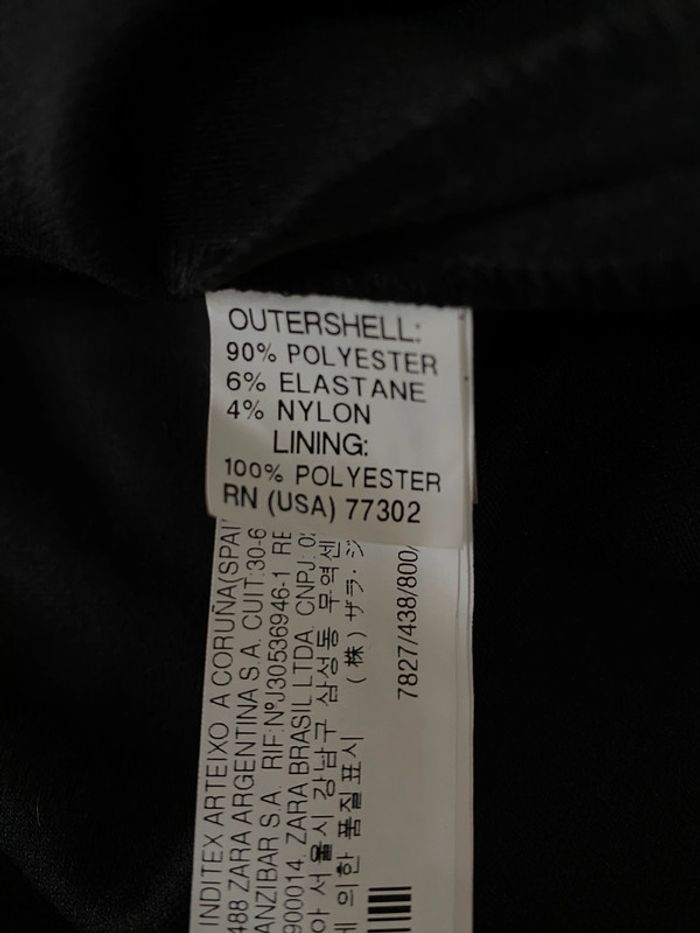 OUTERSHELL:
90% POLYESTER
6% ELASTANE
4% NYLON
LINING:
100% POLYESTER
RN (USA) 77302
INDITEX ARTEIXO A CORUÑA(SPAI
488 ZARA ARGENTINA S.A. CUIT:30-6
ANZIBAR S.A. RIF:NºJ30536946-1 RE
900014. ZARA BRASIL LTDA. CNPJ: 0
아 서울시 강남구 삼성동 무역센
의한 품질표시 (株) ザラ・ジ
7827/438/800/